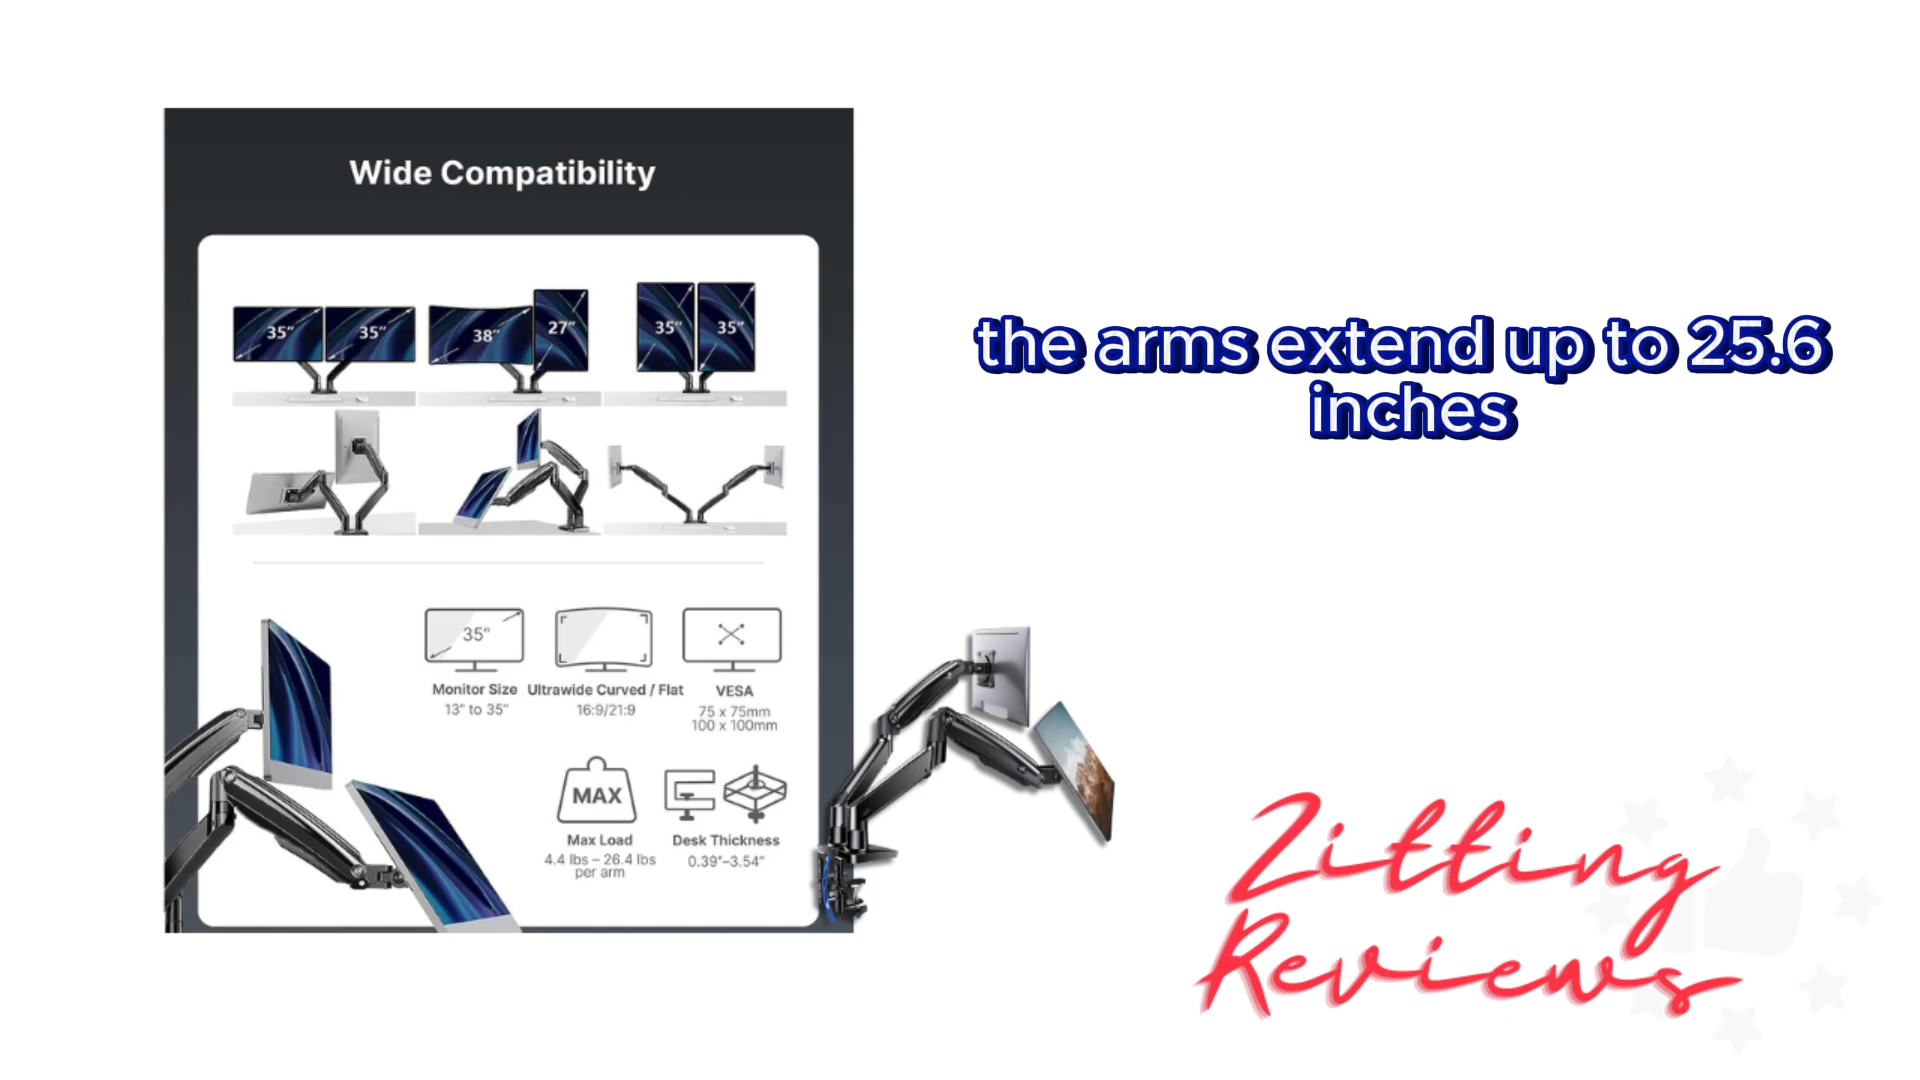 Wide Compatibility
35" 35" 38" 27" 35" 35"
the arms extend up to 25.6
inches
35"
Monitor Size
13" to 35"
Ultrawide Curved / Flat
16:9/21:9
VESA
75 x 75mm
100 x 100mm
MAX
Max Load
4.4 lbs – 26.4 lbs
per arm
Desk Thickness
0.39"–3.54"
Zitting
Reviews